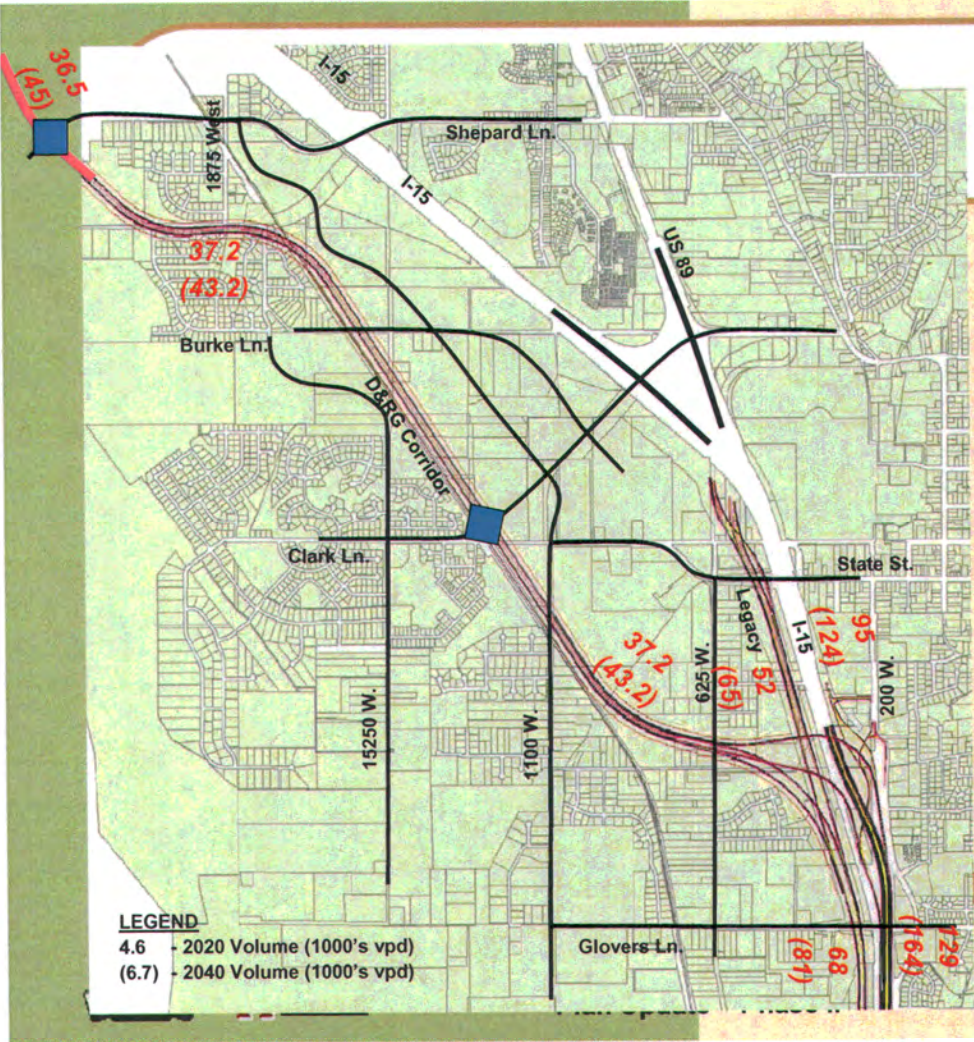 36.5
(45)
I-15
Shepard Ln.
1875 West
I-15
US 89
37.2
(43.2)
Burke Ln.
D&RG Corridor
Clark Ln.
State St.
Legacy
I-15
95
(124)
37.2
(43.2)
625 W.
52
(65)
200 W.
15250 W.
1100 W.
LEGEND
4.6 - 2020 Volume (1000's vpd)
(6.7) - 2040 Volume (1000's vpd)
Glovers Ln.
68
(81)
129
(164)